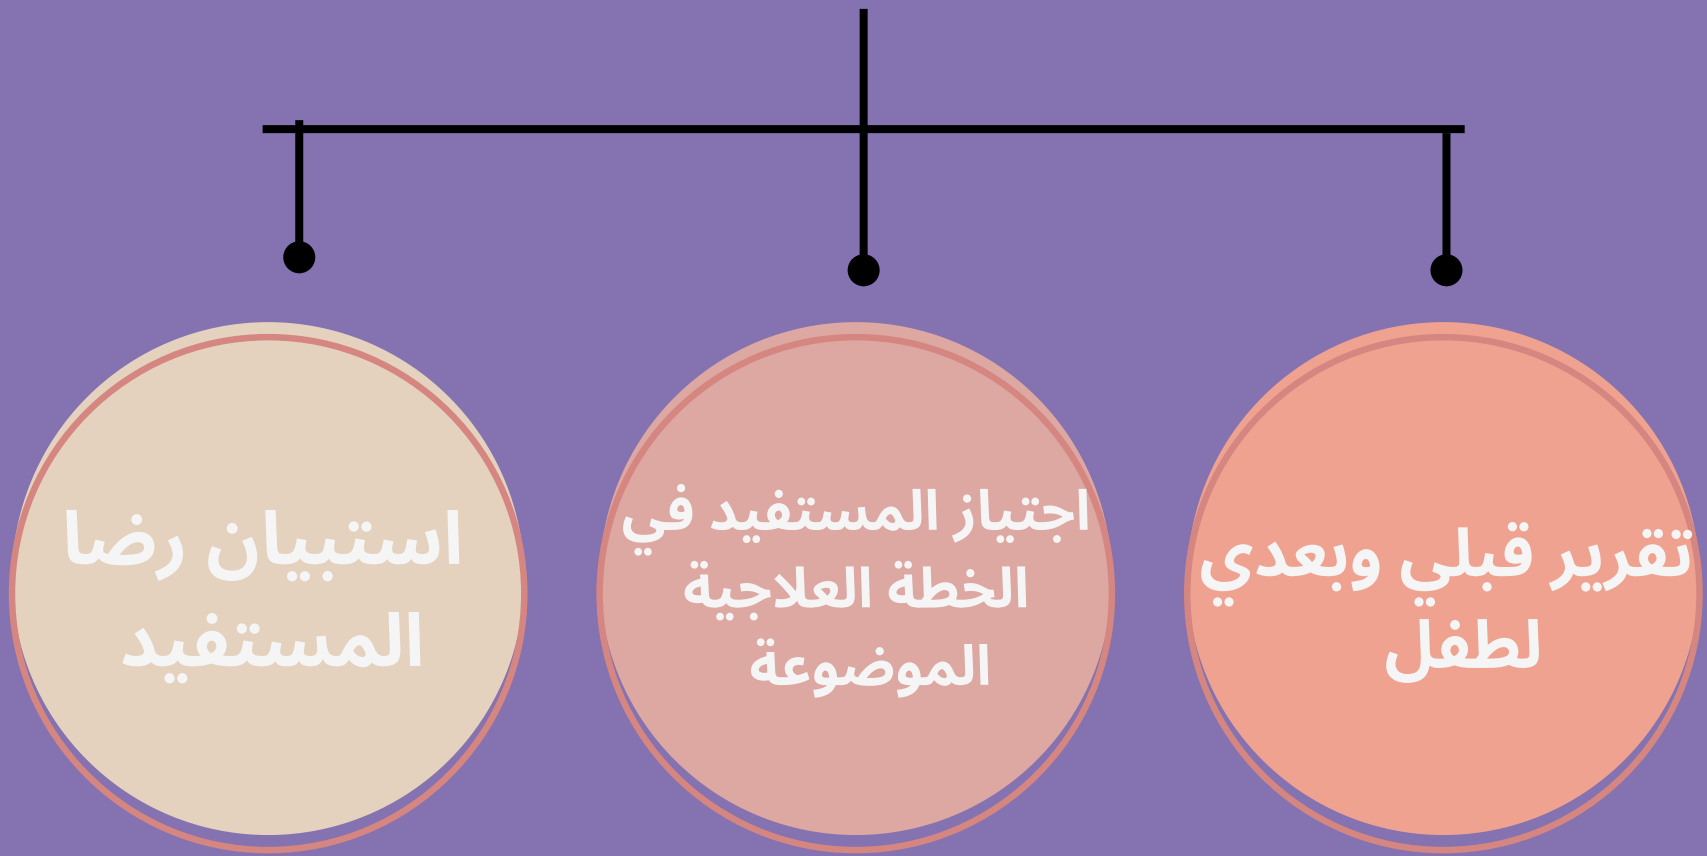 تقرير قبلي وبعدي
لطفل
اجتياز المستفيد في
الخطة العلاجية
الموضوعة
استبيان رضا
المستفيد